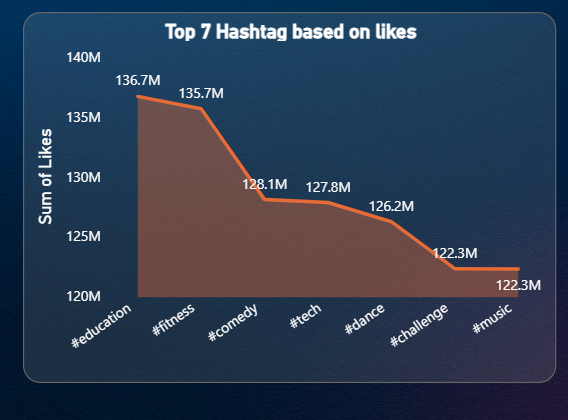 Top 7 Hashtag based on likes
140M
136.7M
135.7M
135M
Sum of Likes
130M
128.1M
127.8M
126.2M
125M
122.3M
122.3M
120M
#education
#fitness
#comedy
#tech
#dance
#challenge
#music